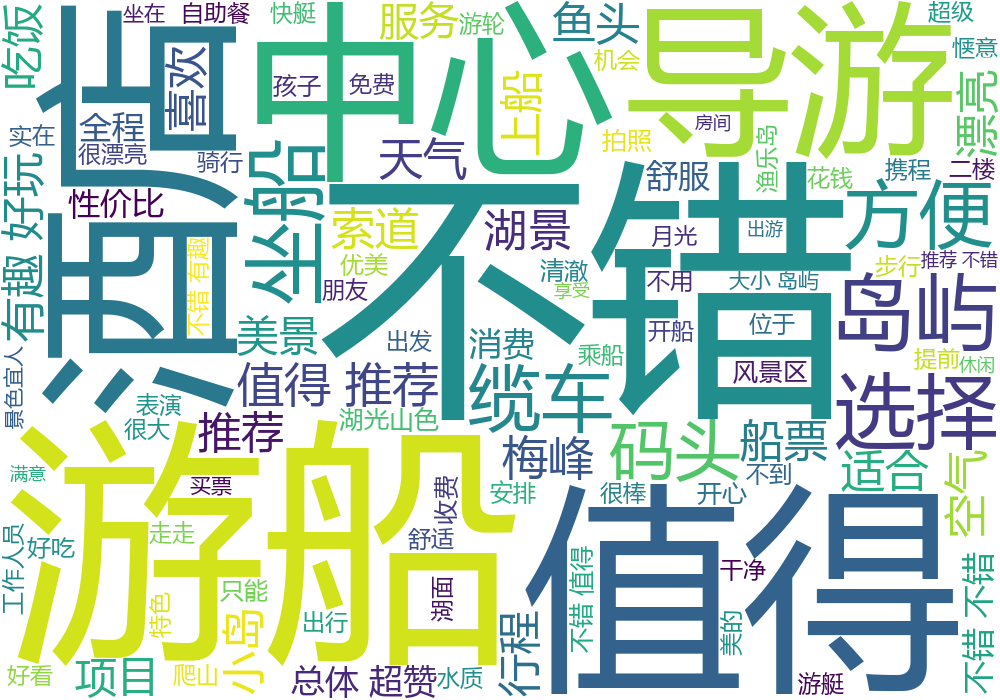 吃饭
坐在
自助餐
快艇
服务
游轮
鱼头
导游
超级
惬意
酒店
喜欢
中心
孩子
免费
上船
机会
拍照
房间
漂亮
实在
全程
很漂亮
骑行
坐船
天气
不错
舒服
渔乐岛
花钱
携程
二楼
有趣 好玩
性价比
不错 有趣
索道
湖景
月光
出游
方便
优美
朋友
清澈
享受
不用
大小 岛屿
步行
推荐 不错
岛屿
美景
出发
消费
乘船
开船
位于
风景区
提前
休闲
景色宜人
值得 推荐
缆车
选择
表演
很大
推荐
湖光山色
梅峰
码头
船票
适合
空气
满意
买票
游船
收费
舒适
安排
很棒
开心
不到
值得
工作人员
好吃
走走
只能
湖面
不错 值得
干净
不错 不错
特色
小岛
出行
行程
美的
好看
项目
爬山
总体 超赞
水质
游艇